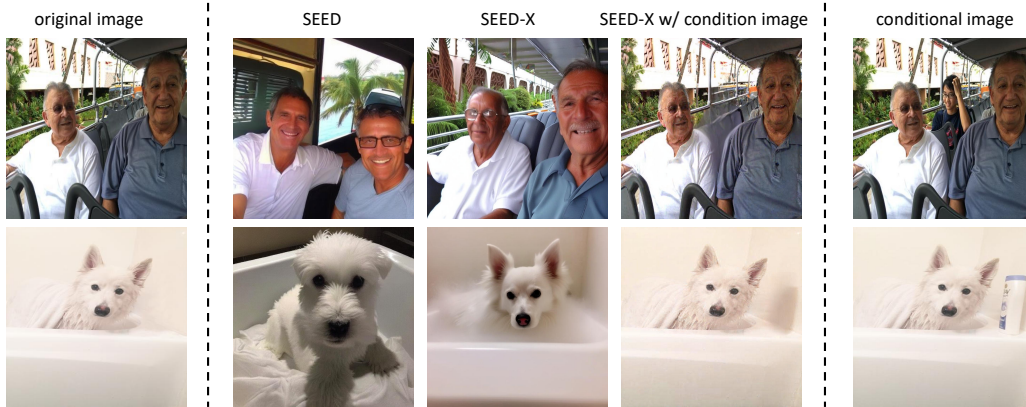 original image
SEED
SEED-X
SEED-X w/ condition image
conditional image